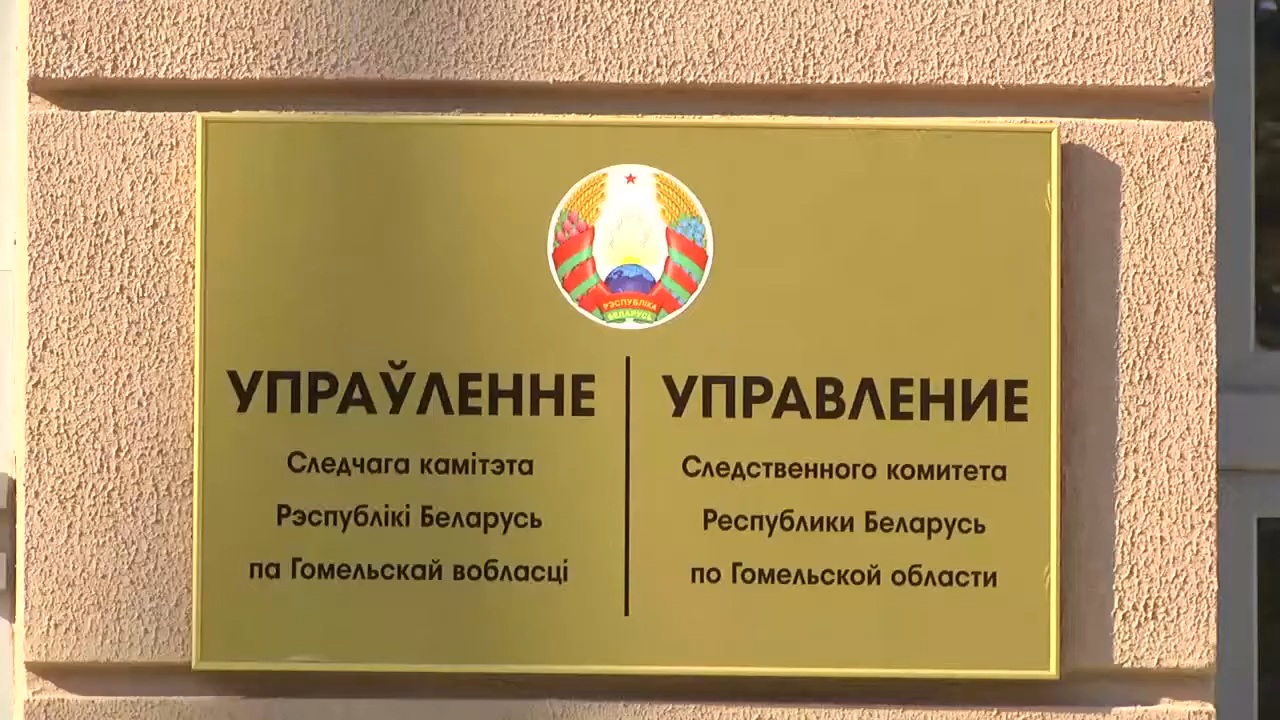 РЭСПУБЛІКА
БЕЛАРУСЬ
УПРАЎЛЕННЕ
Следчага камітэта
Рэспублікі Беларусь
па Гомельскай вобласці
УПРАВЛЕНИЕ
Следственного комитета
Республики Беларусь
по Гомельской области